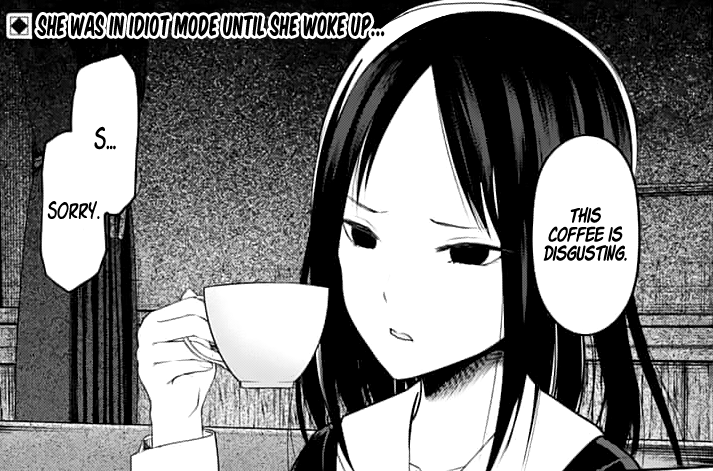 SHE WAS IN IDIOT MODE UNTIL SHE WOKE UP...
THIS
COFFEE IS
DISGUSTING.
S...
SORRY.